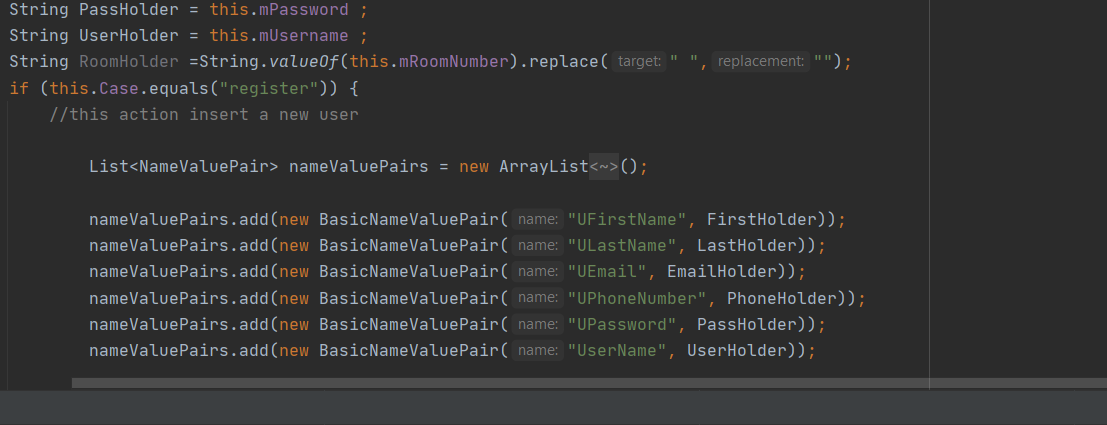 String PassHolder = this.mPassword ;
String UserHolder = this.mUsername ;
String RoomHolder =String.valueOf(this.mRoomNumber).replace( target: " ", replacement: "");
if (this.Case.equals("register")) {
//this action insert a new user
List<NameValuePair> nameValuePairs = new ArrayList<~>();
nameValuePairs.add(new BasicNameValuePair( name: "UFirstName", FirstHolder));
nameValuePairs.add(new BasicNameValuePair( name: "ULastName", LastHolder));
nameValuePairs.add(new BasicNameValuePair( name: "UEmail", EmailHolder));
nameValuePairs.add(new BasicNameValuePair( name: "UPhoneNumber", PhoneHolder));
nameValuePairs.add(new BasicNameValuePair( name: "UPassword", PassHolder));
nameValuePairs.add(new BasicNameValuePair( name: "UserName", UserHolder));